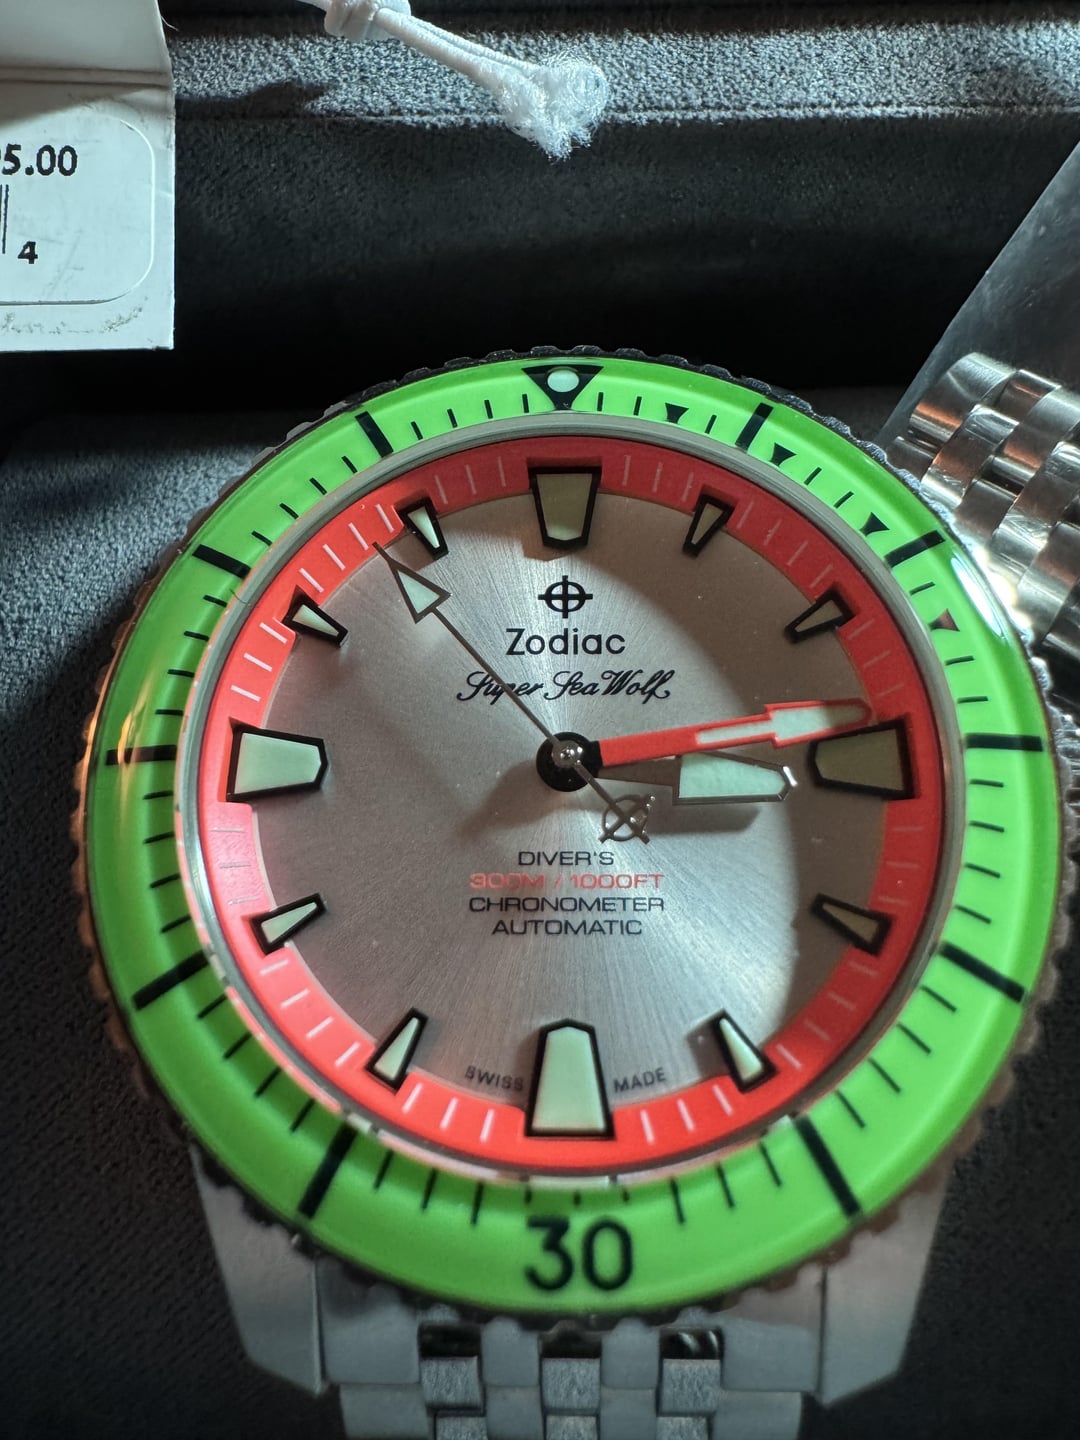 5.00
4
Zodiac
Super Sea Wolf
DIVER'S
300M / 1000FT
CHRONOMETER
AUTOMATIC
SWISS MADE
30